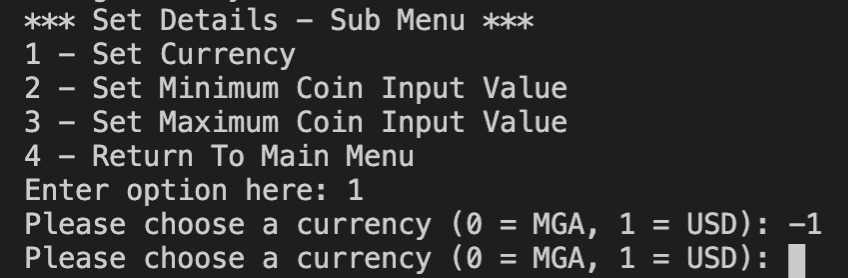 *** Set Details – Sub Menu ***
1 – Set Currency
2 – Set Minimum Coin Input Value
3 – Set Maximum Coin Input Value
4 – Return To Main Menu
Enter option here: 1
Please choose a currency (0 = MGA, 1 = USD): -1
Please choose a currency (0 = MGA, 1 = USD):